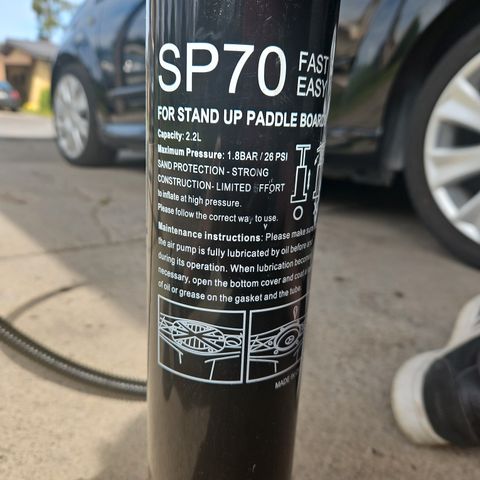 SP70 FAST
EASY
FOR STAND UP PADDLE BOARD
Capacity: 2.2L
Maximum Pressure: 1.8BAR / 26 PSI
SAND PROTECTION - STRONG
CONSTRUCTION- LIMITED EFFORT
to inflate at high pressure.
Please follow the correct way to use.
Maintenance instructions: Please make sure
the air pump is fully lubricated by oil before and
during its operation. When lubrication becomes
necessary, open the bottom cover and coat
of oil or grease on the gasket and the tube.
MADE IN